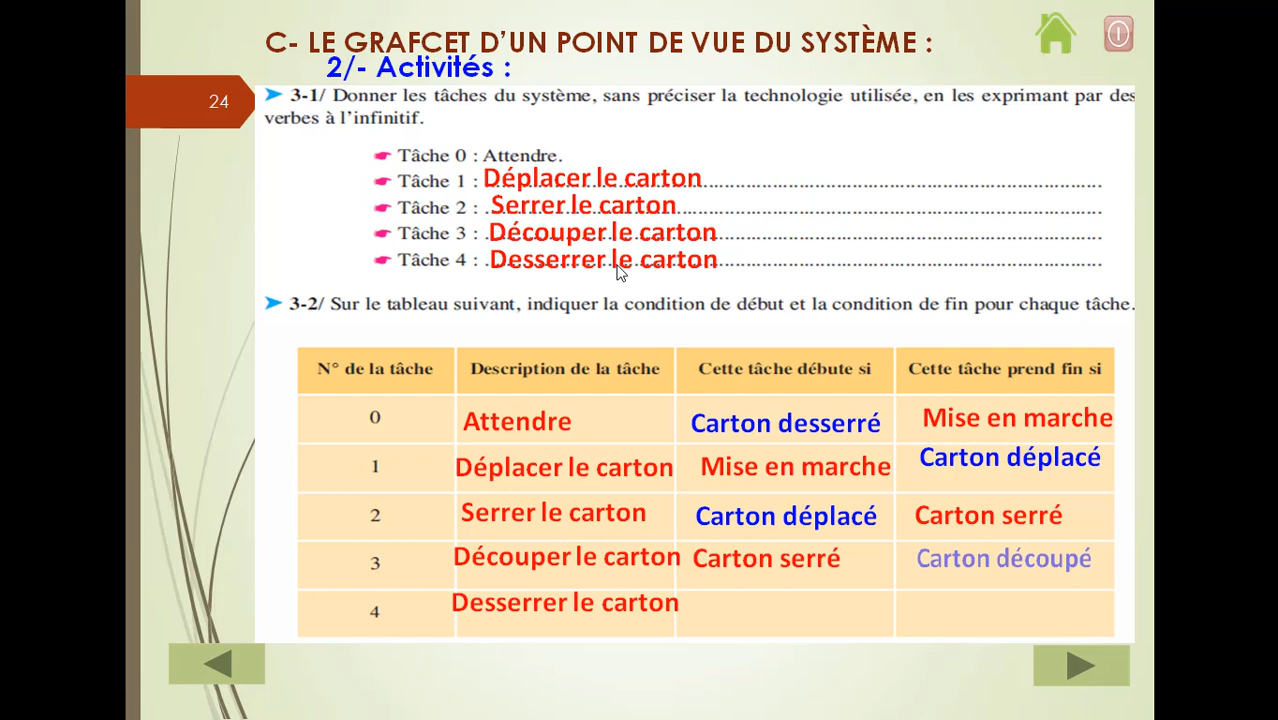 C- LE GRAFCET D'UN POINT DE VUE DU SYSTÈME :
2/- Activités :
24
3-1/ Donner les tâches du système, sans préciser la technologie utilisée, en les exprimant par des
verbes à l'infinitif.
Tâche 0 : Attendre.
Tâche 1 : Déplacer le carton
Tâche 2 : Serrer le carton
Tâche 3 : Découper le carton
Tâche 4 : Desserrer le carton
3-2/ Sur le tableau suivant, indiquer la condition de début et la condition de fin pour chaque tâche.
N° de la tâche Description de la tâche Cette tâche débute si Cette tâche prend fin si
0 Attendre Carton desserré Mise en marche
1 Déplacer le carton Mise en marche Carton déplacé
2 Serrer le carton Carton déplacé Carton serré
3 Découper le carton Carton serré Carton découpé
4 Desserrer le carton